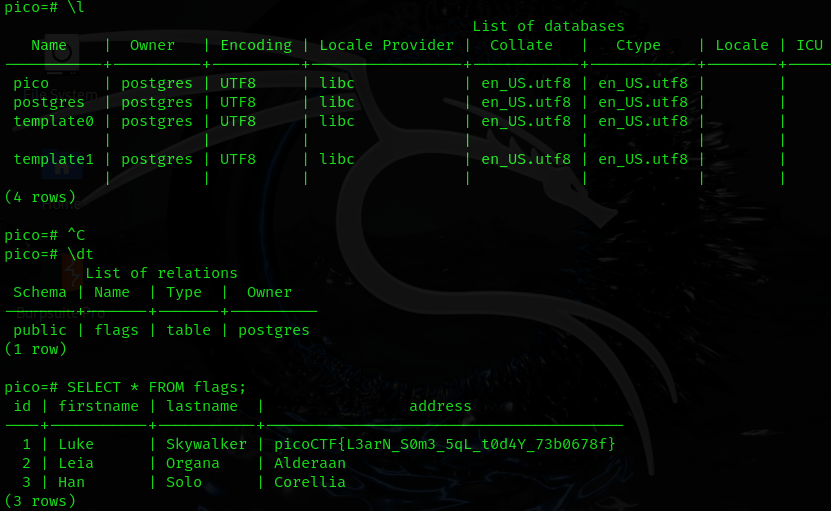 pico=# \l
List of databases
Name | Owner | Encoding | Locale Provider | Collate | Ctype | Locale | ICU
pico | postgres | UTF8 | libc | en_US.utf8 | en_US.utf8 | |
postgres | postgres | UTF8 | libc | en_US.utf8 | en_US.utf8 | |
template0 | postgres | UTF8 | libc | en_US.utf8 | en_US.utf8 | |
| | | | | |
template1 | postgres | UTF8 | libc | en_US.utf8 | en_US.utf8 | |
| | | | | |
(4 rows)
Home
pico=# ^C
pico=# \dt
List of relations
Schema | Name | Type | Owner
public | flags | table | postgres
(1 row)
pico=# SELECT * FROM flags;
id | firstname | lastname | address
1 | Luke | Skywalker | picoCTF{L3arN_S0m3_5qL_t0d4Y_73b0678f}
2 | Leia | Organa | Alderaan
3 | Han | Solo | Corellia
(3 rows)